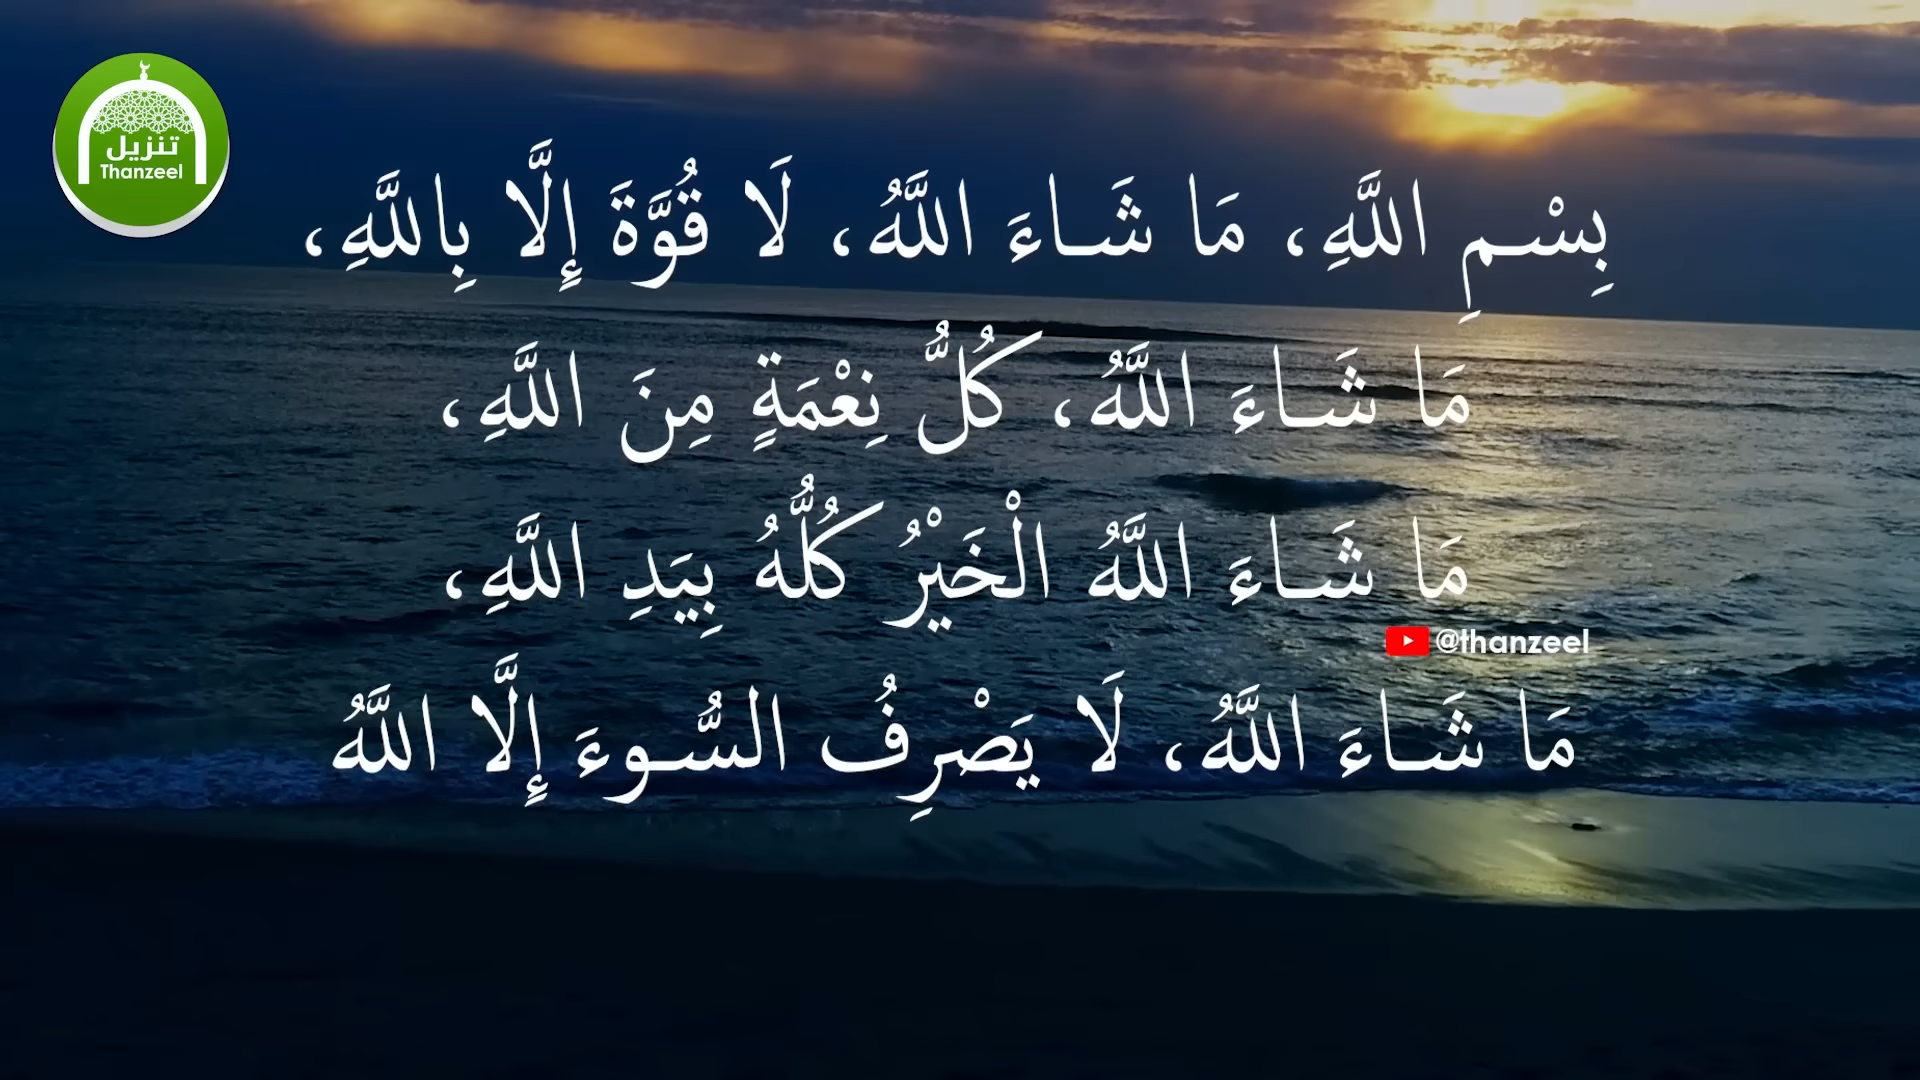 تنزيل
Thanzeel
بِسْمِ اللَّهِ، مَا شَاءَ اللَّهُ، لَا قُوَّةَ إِلَّا بِاللَّهِ،
مَا شَاءَ اللَّهُ، كُلُّ نِعْمَةٍ مِنَ اللَّهِ،
مَا شَاءَ اللَّهُ الْخَيْرُ كُلُّهُ بِيَدِ اللَّهِ،
@thanzeel
مَا شَاءَ اللَّهُ، لَا يَصْرِفُ السُّوءَ إِلَّا اللَّهُ